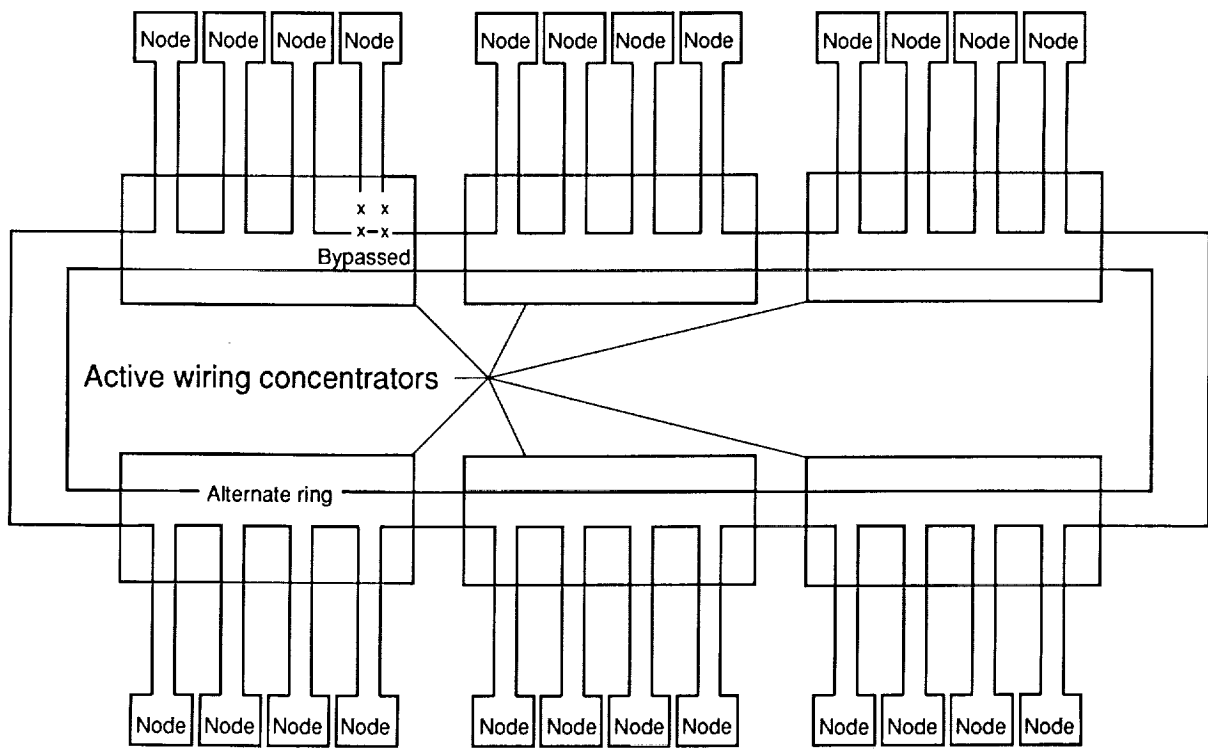 Node Node Node Node Node Node Node Node Node Node Node Node
x x
x x
Bypassed
Active wiring concentrators
Alternate ring
Node Node Node Node Node Node Node Node Node Node Node Node